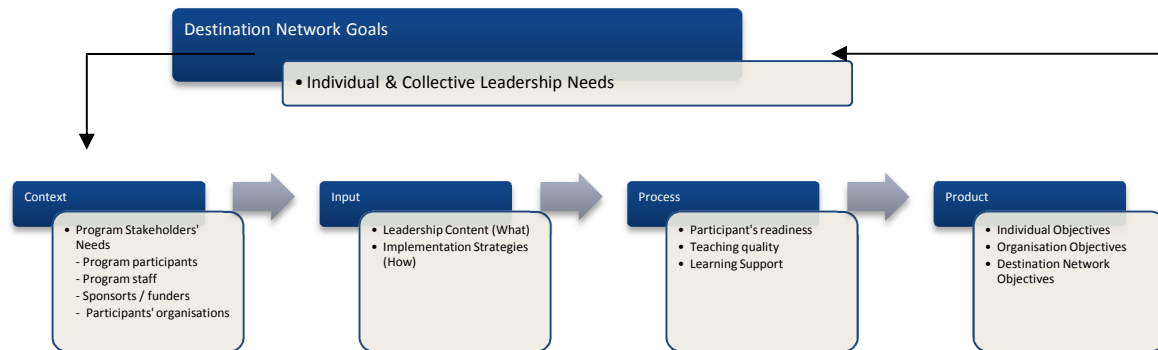 Destination Network Goals
• Individual & Collective Leadership Needs
Context
• Program Stakeholders'
Needs
- Program participants
- Program staff
- Sponsorts / funders
- Participants' organisations
Input
• Leadership Content (What)
• Implementation Strategies
(How)
Process
• Participant's readiness
• Teaching quality
• Learning Support
Product
• Individual Objectives
• Organisation Objectives
• Destination Network
Objectives